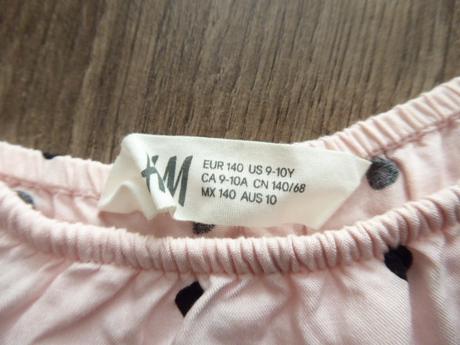 H&M
EUR 140 US 9-10Y
CA 9-10A CN 140/68
MX 140 AUS 10